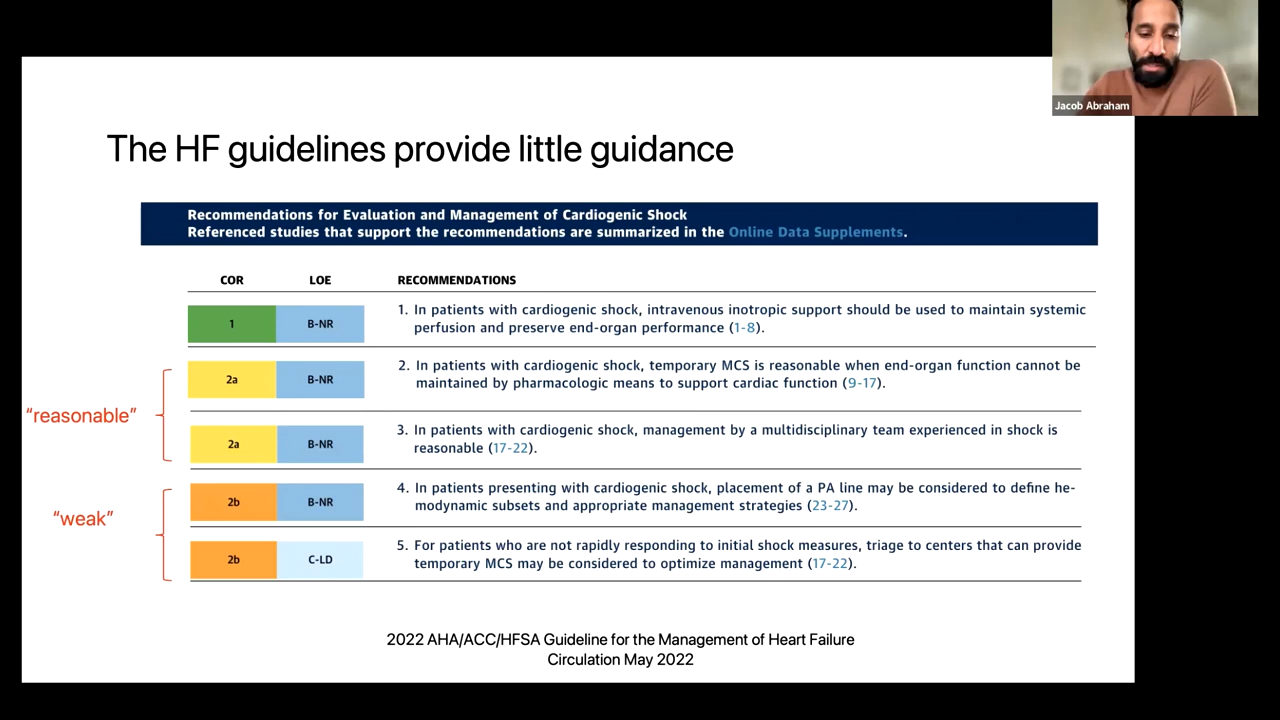 Jacob Abraham
The HF guidelines provide little guidance
Recommendations for Evaluation and Management of Cardiogenic Shock
Referenced studies that support the recommendations are summarized in the Online Data Supplements.
COR LOE RECOMMENDATIONS
1 B-NR 1. In patients with cardiogenic shock, intravenous inotropic support should be used to maintain systemic
perfusion and preserve end-organ performance (1-8).
2a B-NR 2. In patients with cardiogenic shock, temporary MCS is reasonable when end-organ function cannot be
maintained by pharmacologic means to support cardiac function (9-17).
"reasonable"
2a B-NR 3. In patients with cardiogenic shock, management by a multidisciplinary team experienced in shock is
reasonable (17-22).
2b B-NR 4. In patients presenting with cardiogenic shock, placement of a PA line may be considered to define he-
modynamic subsets and appropriate management strategies (23-27).
"weak"
2b C-LD 5. For patients who are not rapidly responding to initial shock measures, triage to centers that can provide
temporary MCS may be considered to optimize management (17-22).
2022 AHA/ACC/HFSA Guideline for the Management of Heart Failure
Circulation May 2022